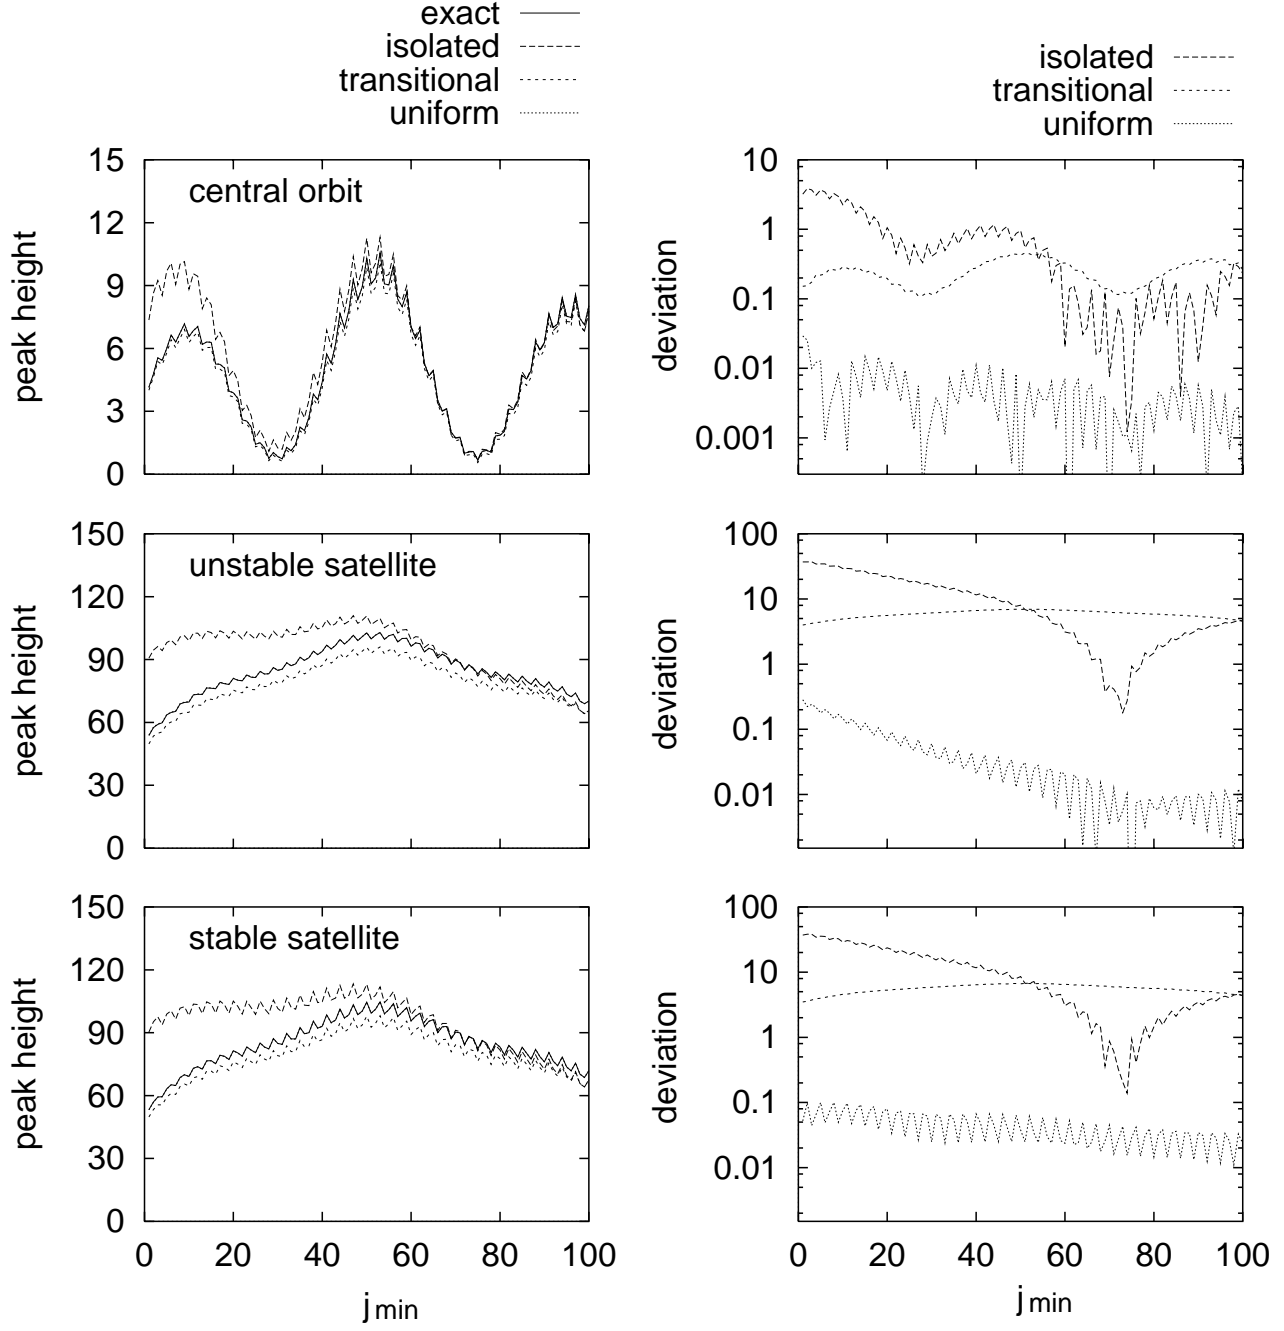 exact
isolated
transitional
uniform
isolated
transitional
uniform
15
12
9
6
3
0
peak height
central orbit
10
1
0.1
0.01
0.001
deviation
150
120
90
60
30
0
peak height
unstable satellite
100
10
1
0.1
0.01
deviation
150
120
90
60
30
0
peak height
stable satellite
0 20 40 60 80 100
j min
100
10
1
0.1
0.01
deviation
0 20 40 60 80 100
j min